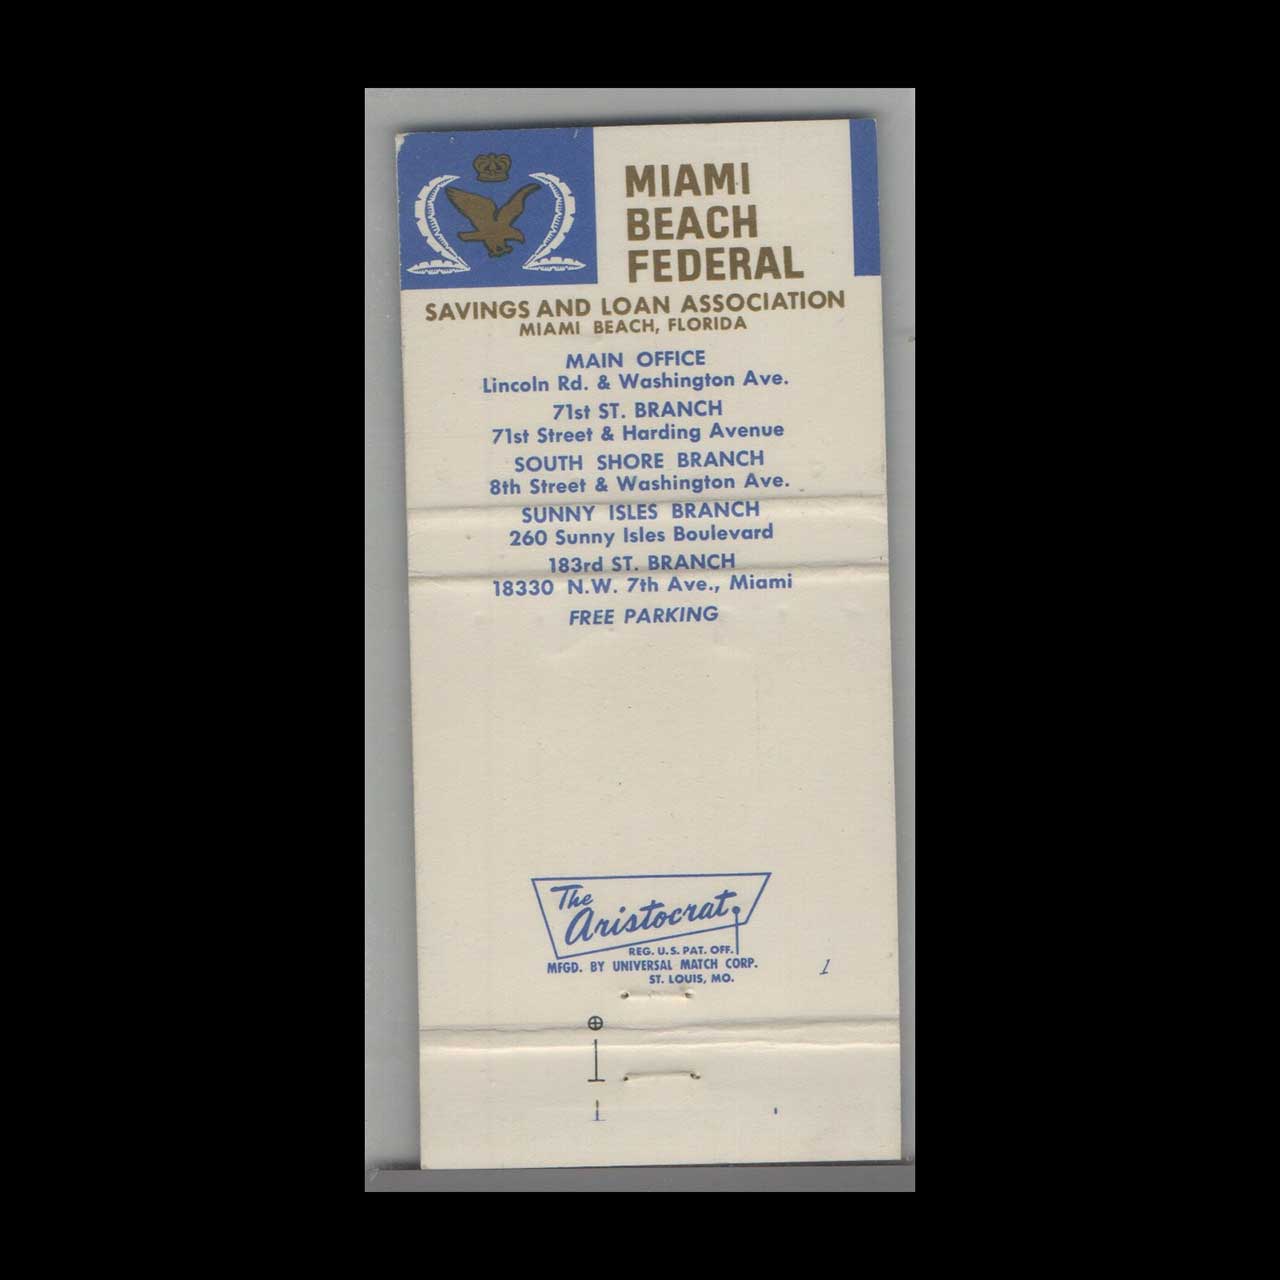 MIAMI
BEACH
FEDERAL
SAVINGS AND LOAN ASSOCIATION
MIAMI BEACH, FLORIDA
MAIN OFFICE
Lincoln Rd. & Washington Ave.
71st ST. BRANCH
71st Street & Harding Avenue
SOUTH SHORE BRANCH
8th Street & Washington Ave.
SUNNY ISLES BRANCH
260 Sunny Isles Boulevard
183rd ST. BRANCH
18330 N.W. 7th Ave., Miami
FREE PARKING
The
Aristocrat
REG. U.S. PAT. OFF.
MFGD. BY UNIVERSAL MATCH CORP.
ST. LOUIS, MO.
1